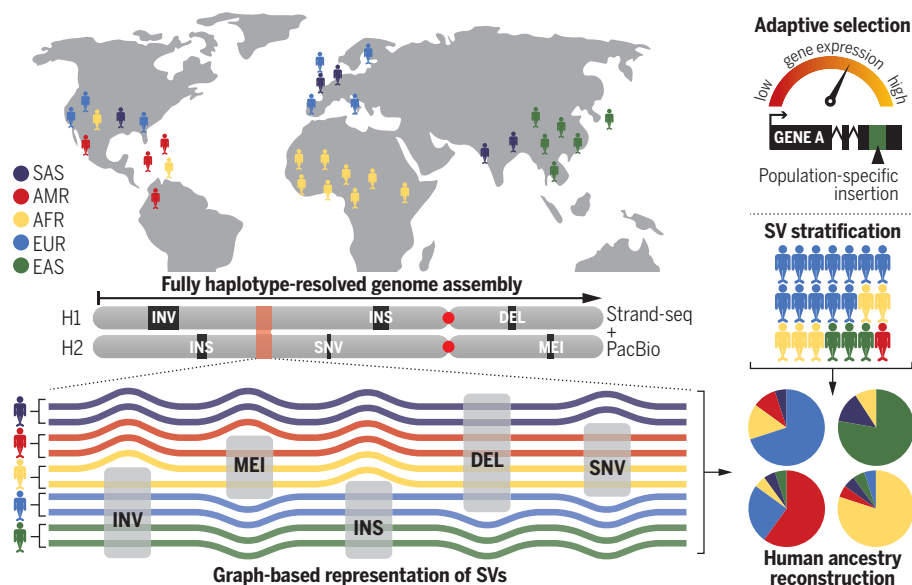 SAS
AMR
AFR
EUR
EAS
Adaptive selection
low gene expression high
GENE A
Population-specific
insertion
SV stratification
Fully haplotype-resolved genome assembly
H1
INV
INS
DEL
H2
INS
SNV
MEI
Strand-seq
+
PacBio
MEI
DEL
SNV
INV
INS
Graph-based representation of SVs
Human ancestry
reconstruction